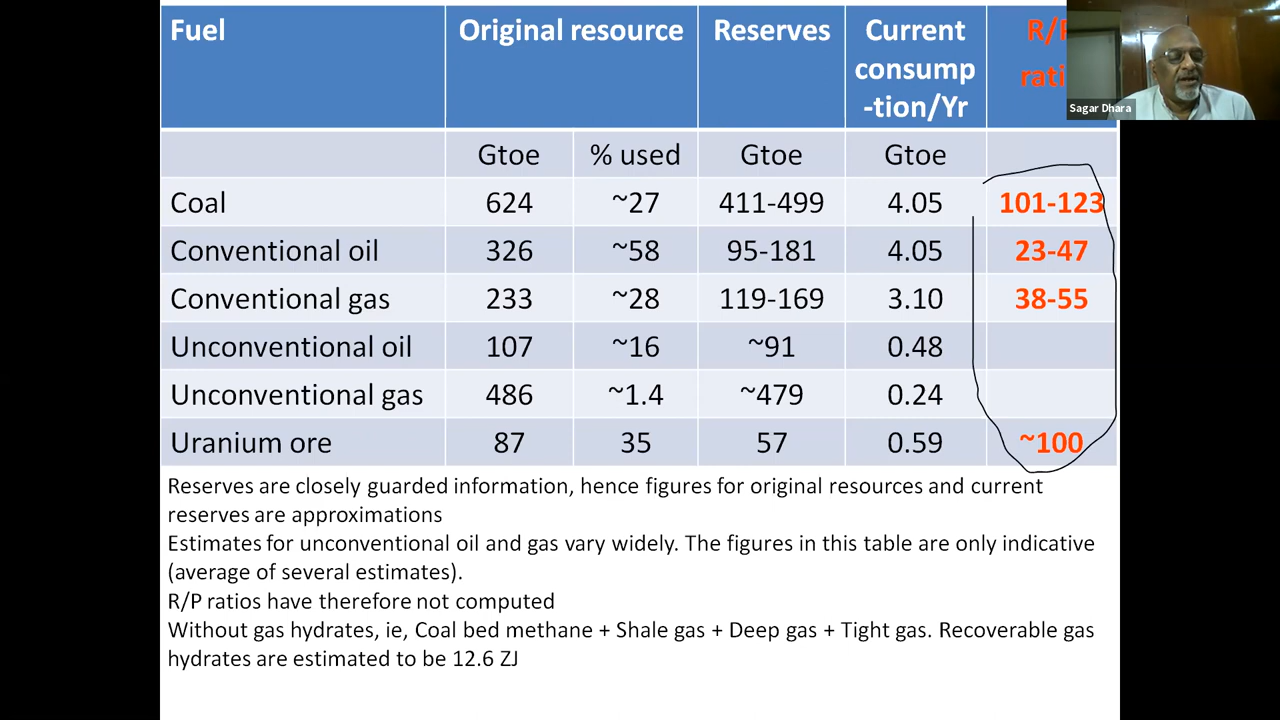 Fuel Original resource Reserves Current consump -tion/Yr R/
Gtoe % used Gtoe Gtoe
Coal 624 ~27 411-499 4.05 101-123
Conventional oil 326 ~58 95-181 4.05 23-47
Conventional gas 233 ~28 119-169 3.10 38-55
Unconventional oil 107 ~16 ~91 0.48
Unconventional gas 486 ~1.4 ~479 0.24
Uranium ore 87 35 57 0.59 ~100
Reserves are closely guarded information, hence figures for original resources and current
reserves are approximations
Estimates for unconventional oil and gas vary widely. The figures in this table are only indicative
(average of several estimates).
R/P ratios have therefore not computed
Without gas hydrates, ie, Coal bed methane + Shale gas + Deep gas + Tight gas. Recoverable gas
hydrates are estimated to be 12.6 ZJ
Sagar Dhara